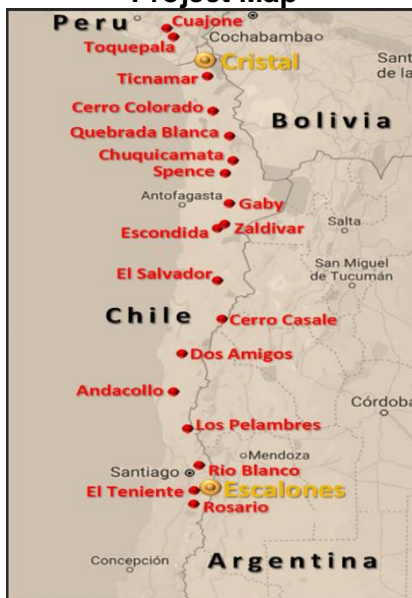 Project Map
Peru
Cuajone
Toquepala
Cochabamba
Cristal
Sant
de la
Ticnamar
Cerro Colorado
Bolivia
Quebrada Blanca
Chuquicamata
Spence
Antofagasta
Gaby
Zaldivar
Escondida
Salta
San Miguel
de Tucumán
El Salvador
Chile
Cerro Casale
Dos Amigos
Andacollo
Córdoba
Los Pelambres
Mendoza
Santiago
Rio Blanco
El Teniente
Escalones
Rosario
Concepción
Argentina